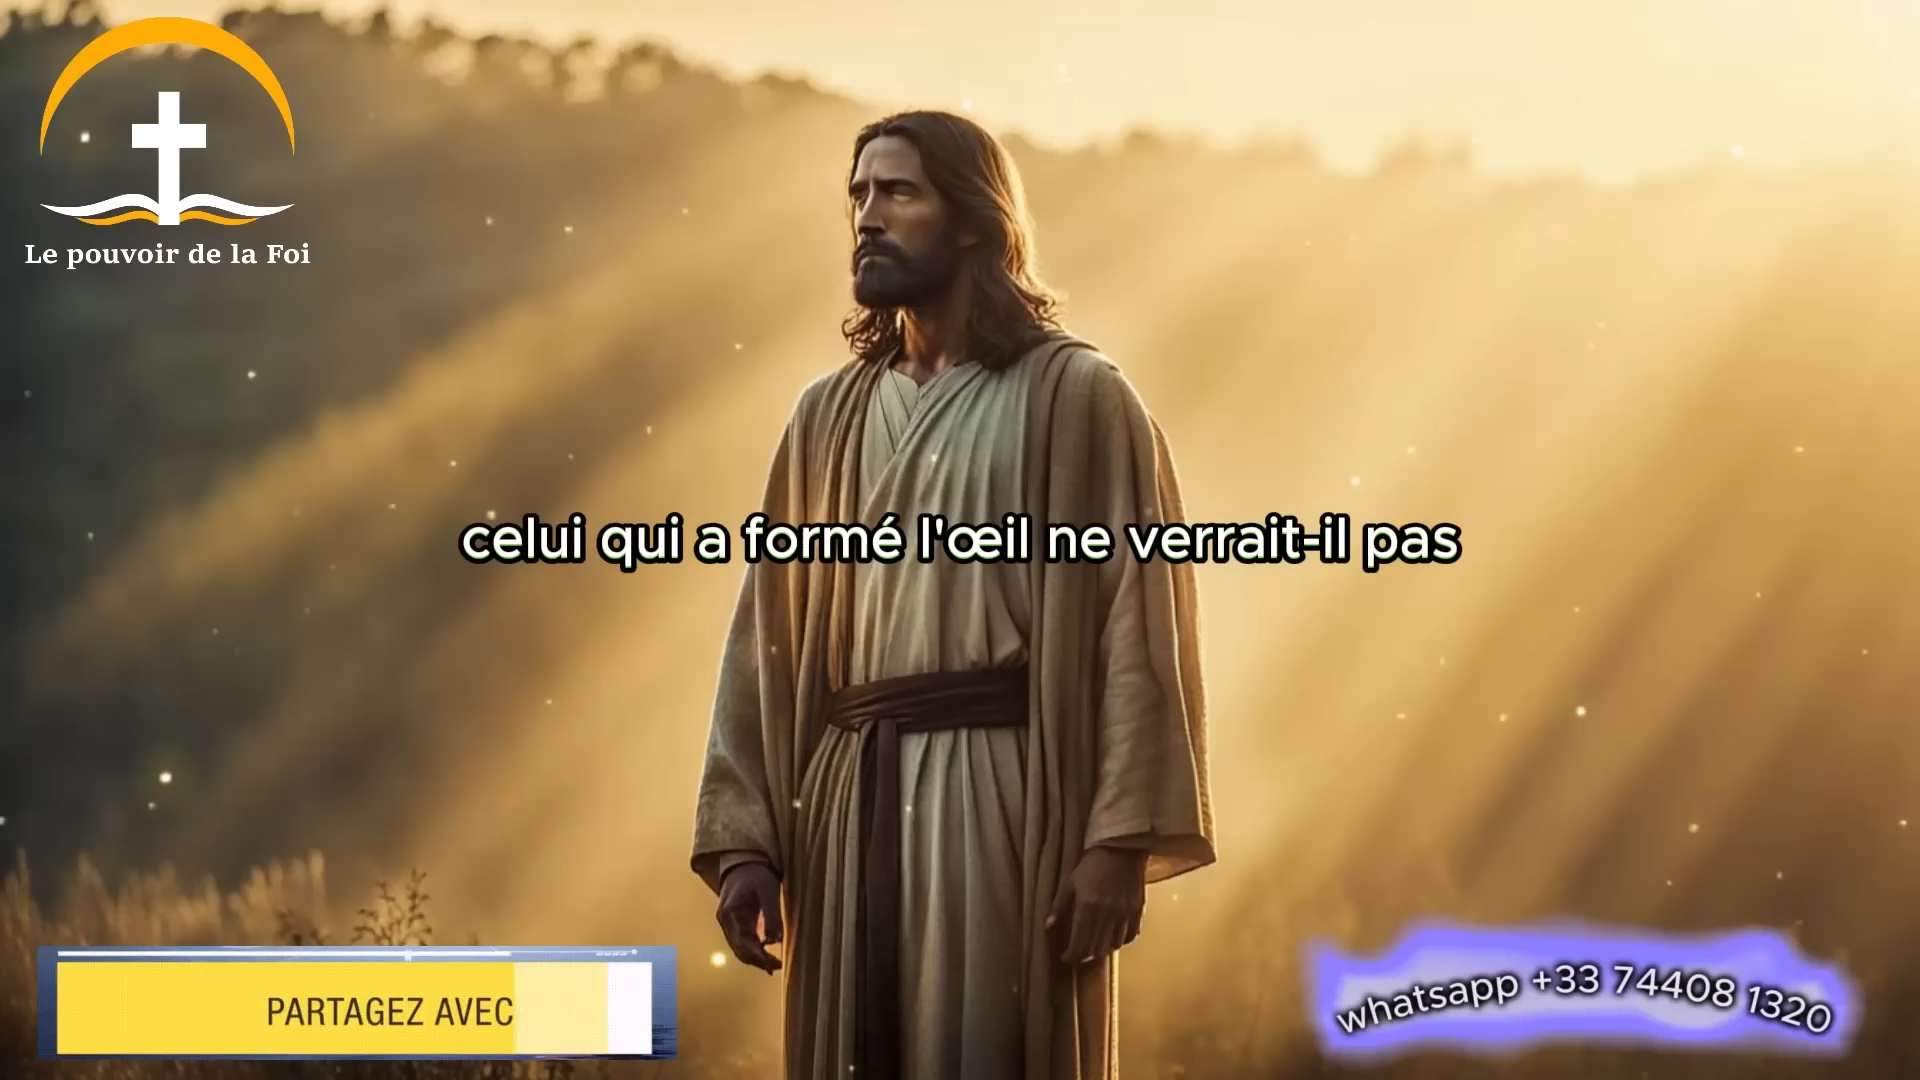 Le pouvoir de la Foi
celui qui a formé l'œil ne verrait-il pas
PARTAGEZ AVEC
whatsapp +33 74408 1320